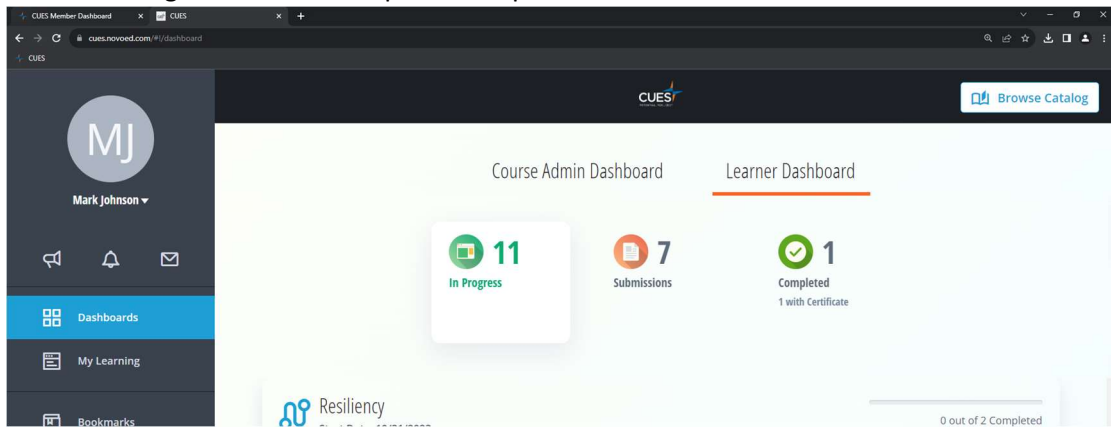 CUES Member Dashboard
CUES
cues.novoed.com/#!/dashboard
CUES
CUES
Browse Catalog
MJ
Mark Johnson
Course Admin Dashboard
Learner Dashboard
11
In Progress
7
Submissions
1
Completed
1 with Certificate
Dashboards
My Learning
Bookmarks
Resiliency
0 out of 2 Completed